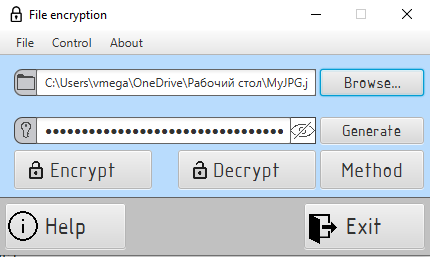 File encryption
File Control About
C:\Users\vmega\OneDrive\Рабочий стол\MyJPG.j Browse...
●●●●●●●●●●●●●●●●●●●●●●●●●●●●●●●●● Generate
Encrypt Decrypt Method
Help Exit